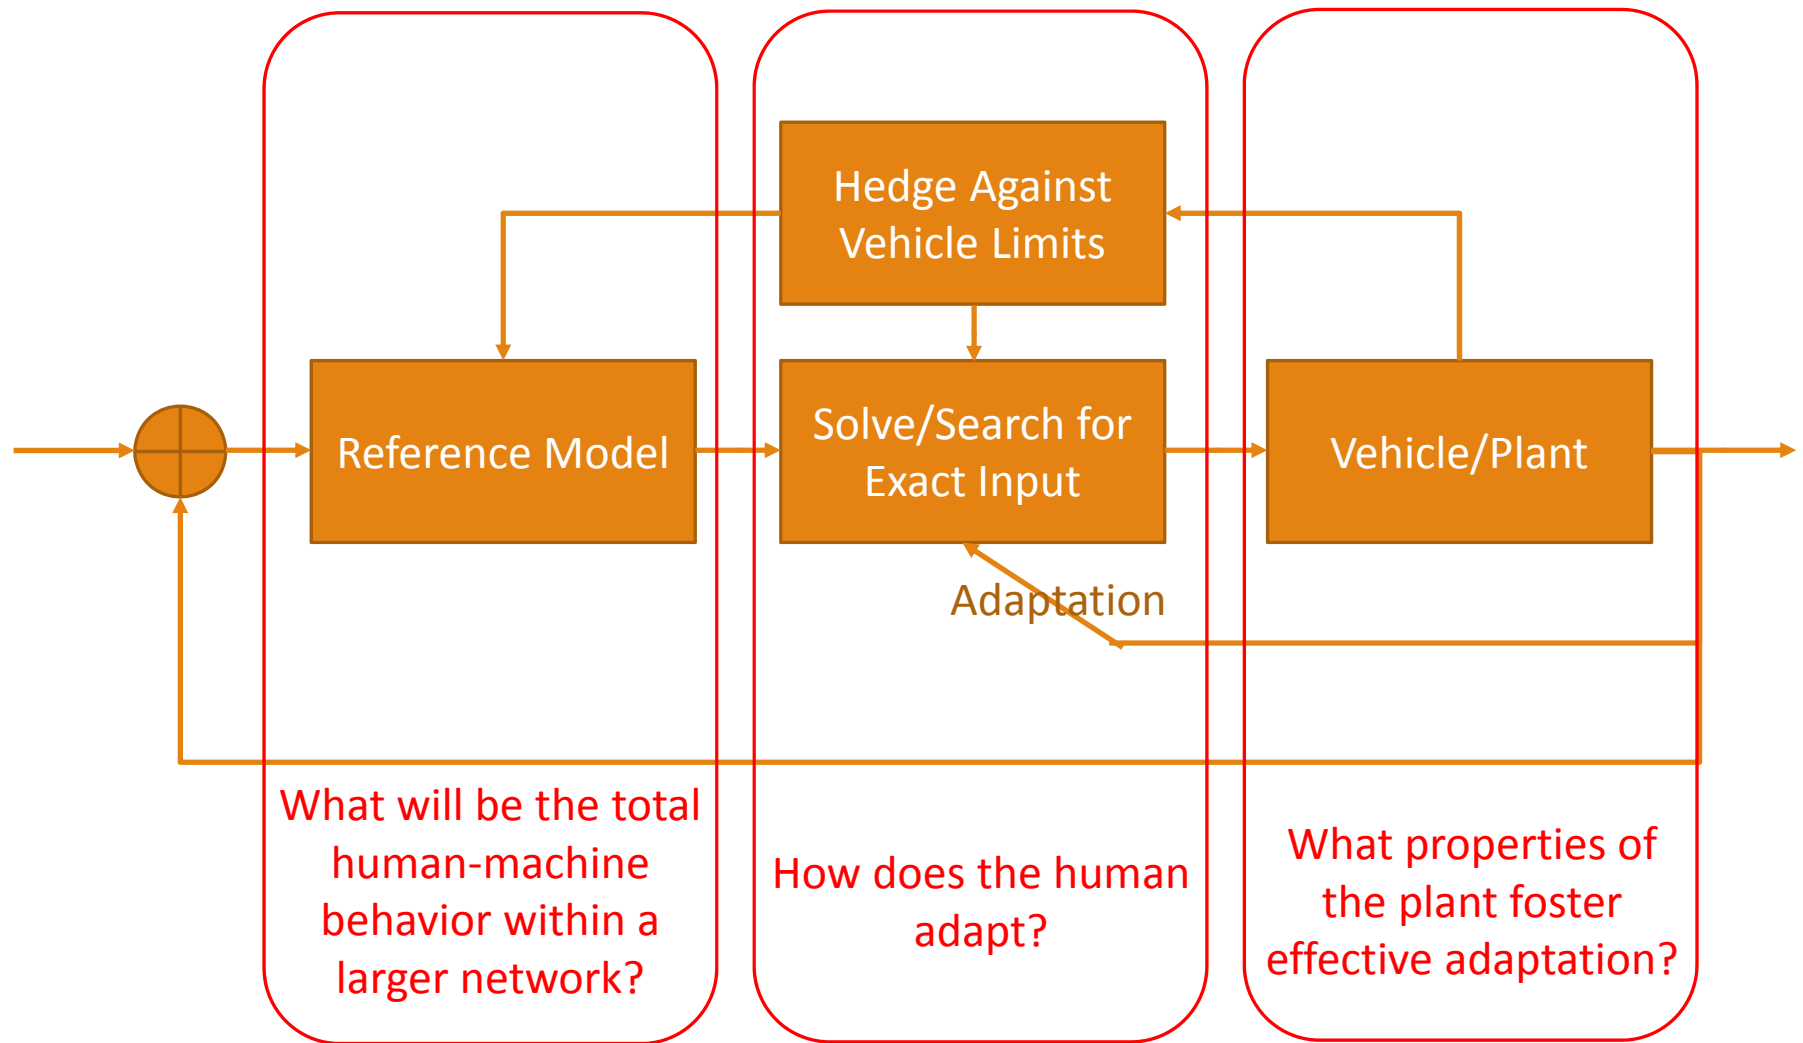 Hedge Against
Vehicle Limits
Reference Model
Solve/Search for
Exact Input
Vehicle/Plant
Adaptation
What will be the total
human-machine
behavior within a
larger network?
How does the human
adapt?
What properties of
the plant foster
effective adaptation?